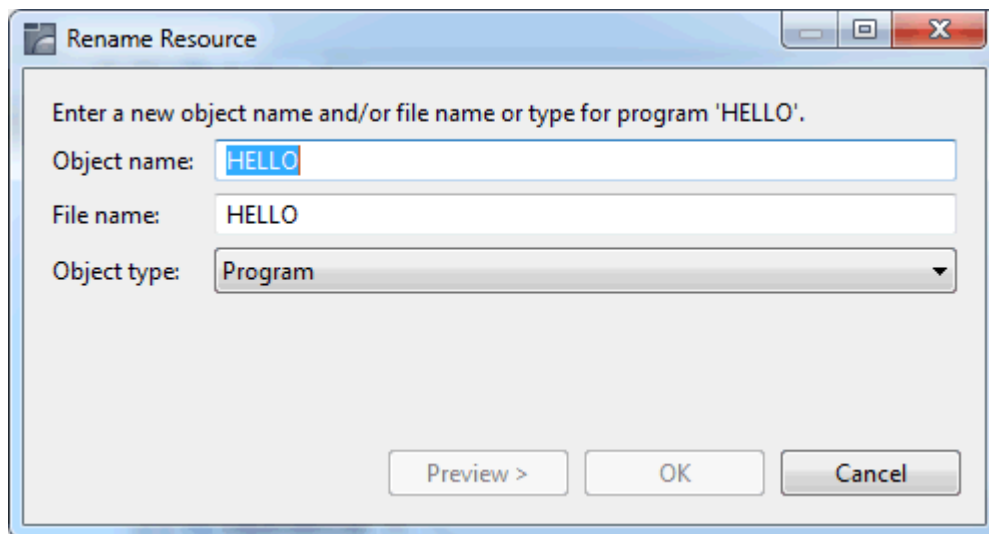 Rename Resource
Enter a new object name and/or file name or type for program 'HELLO'.
Object name: HELLO
File name: HELLO
Object type: Program
Preview > OK Cancel